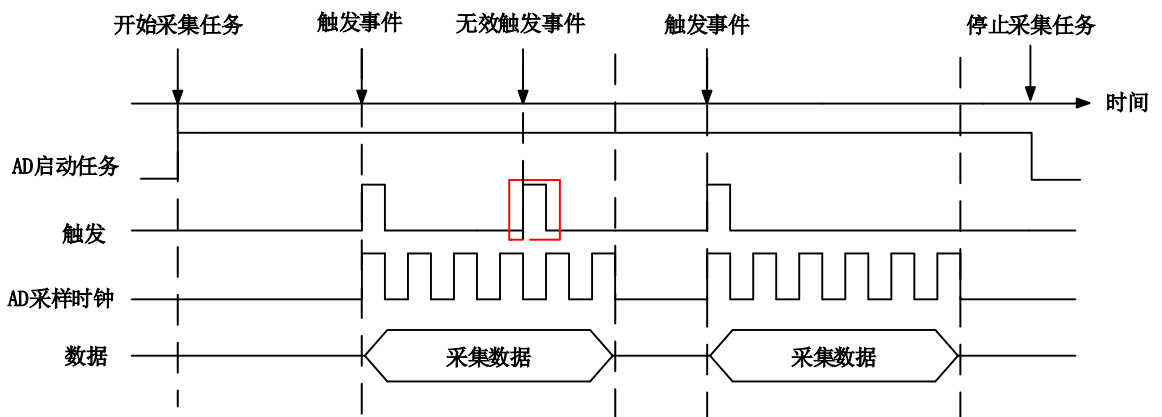 开始采集任务
触发事件
无效触发事件
触发事件
停止采集任务
时间
AD启动任务
触发
AD采样时钟
数据
采集数据
采集数据